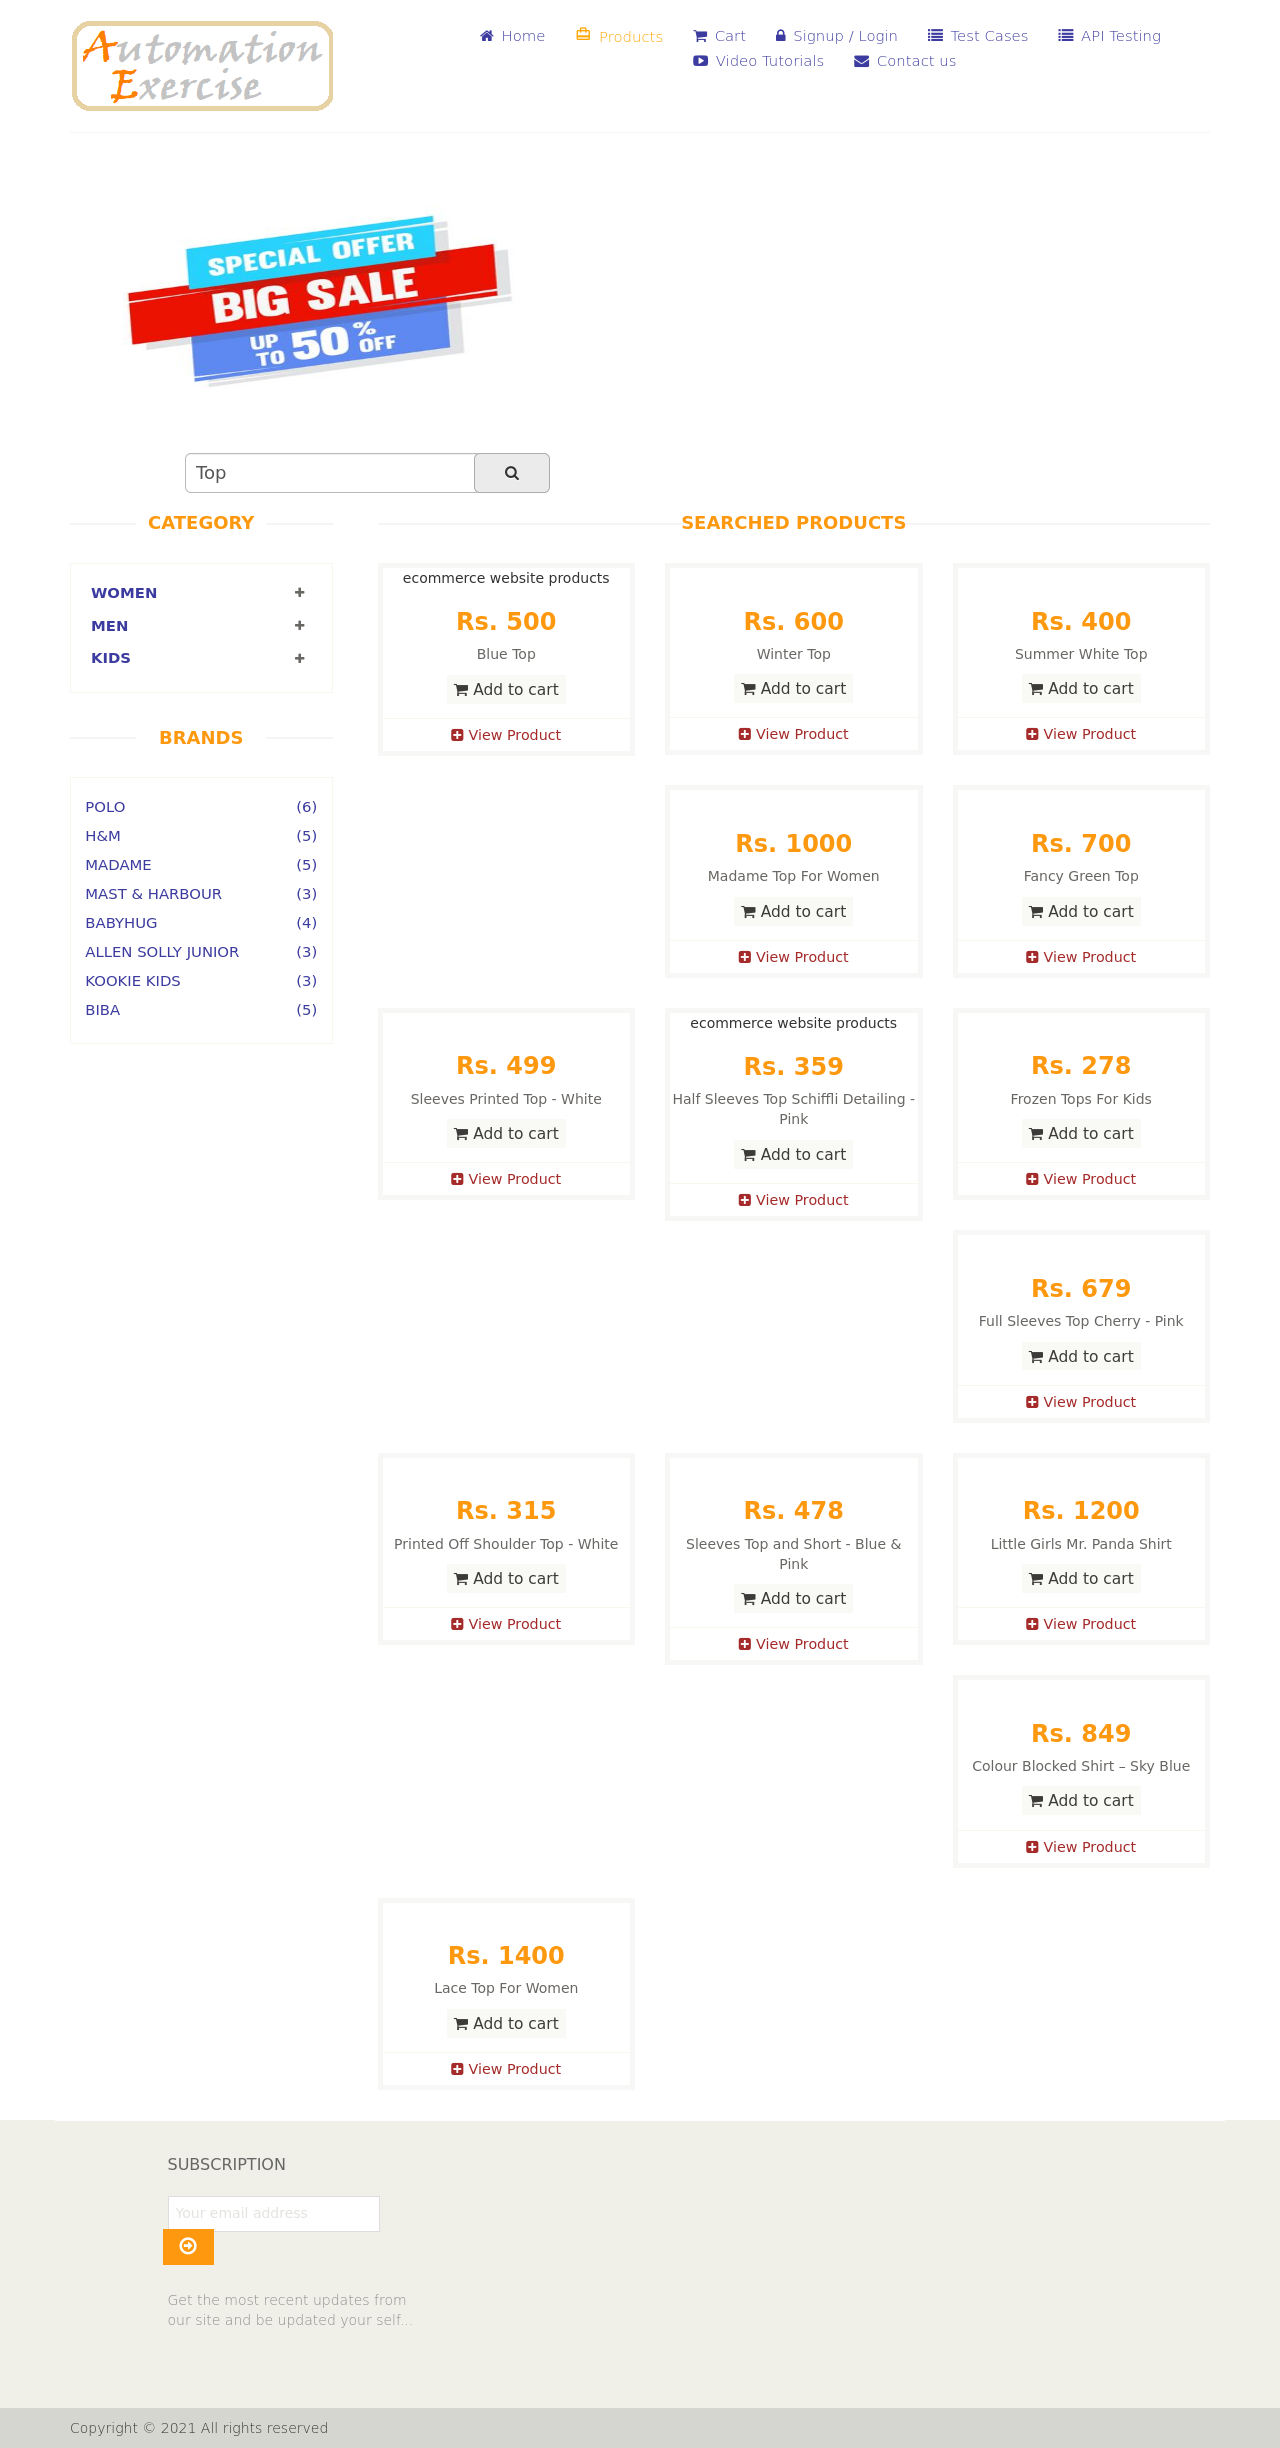 Automation
Exercise
Home
Products
Cart
Signup / Login
Test Cases
API Testing
Video Tutorials
Contact us
SPECIAL OFFER
BIG SALE
UP TO 50% OFF
Top
CATEGORY
WOMEN
MEN
KIDS
BRANDS
POLO (6)
H&M (5)
MADAME (5)
MAST & HARBOUR (3)
BABYHUG (4)
ALLEN SOLLY JUNIOR (3)
KOOKIE KIDS (3)
BIBA (5)
SEARCHED PRODUCTS
ecommerce website products
Rs. 500
Blue Top
Add to cart
View Product
Rs. 600
Winter Top
Add to cart
View Product
Rs. 400
Summer White Top
Add to cart
View Product
Rs. 1000
Madame Top For Women
Add to cart
View Product
Rs. 700
Fancy Green Top
Add to cart
View Product
Rs. 499
Sleeves Printed Top - White
Add to cart
View Product
ecommerce website products
Rs. 359
Half Sleeves Top Schiffli Detailing -
Pink
Add to cart
View Product
Rs. 278
Frozen Tops For Kids
Add to cart
View Product
Rs. 679
Full Sleeves Top Cherry - Pink
Add to cart
View Product
Rs. 315
Printed Off Shoulder Top - White
Add to cart
View Product
Rs. 478
Sleeves Top and Short - Blue &
Pink
Add to cart
View Product
Rs. 1200
Little Girls Mr. Panda Shirt
Add to cart
View Product
Rs. 849
Colour Blocked Shirt – Sky Blue
Add to cart
View Product
Rs. 1400
Lace Top For Women
Add to cart
View Product
SUBSCRIPTION
Your email address
Get the most recent updates from
our site and be updated your self...
Copyright © 2021 All rights reserved